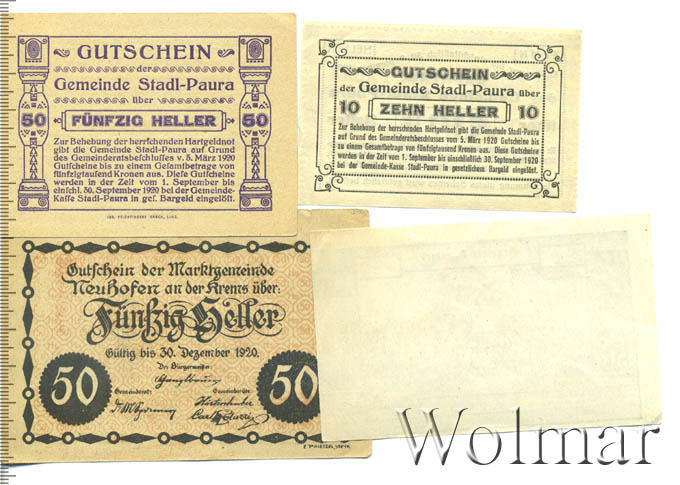 GUTSCHEIN
der
Gemeinde Stadl-Paura
über
50 FÜNFZIG HELLER 50
Zur Behebung der herrschenden Hartgeldnot
gibt die Gemeinde Stadl-Paura auf Grund
des Gemeinderatsbeschlusses v. 5. März 1920
Gutscheine bis zu einem Gesamtbetrage von
fünfzigtausend Kronen aus. Diese Gutscheine
werden in der Zeit vom 1. September bis
einschl. 30. September 1920 bei der Gemeinde-
Kasse Stadl-Paura in ges. Bargeld eingelöst.
GUTSCHEIN
der Gemeinde Stadl-Paura über
10 ZEHN HELLER 10
Zur Behebung der herrschenden Hartgeldnot gibt die Gemeinde Stadl-Paura
auf Grund des Gemeinderatsbeschlusses vom 5. März 1920 Gutscheine bis
zu einem Gesamtbetrage von fünfzigtausend Kronen aus. Diese Gutscheine
werden in der Zeit vom 1. September bis einschließlich 30. September 1920
bei der Gemeinde-Kasse Stadl-Paura in gesetzlichem Bargeld eingelöst.
Gutschein der Marktgemeinde
Neuhofen an der Krems über:
Fünfzig Heller
Gültig bis 30. Dezember 1920.
Der Bürgermeister:
50 50
Gemeinderat: Gemeinderäte:
Wolmar